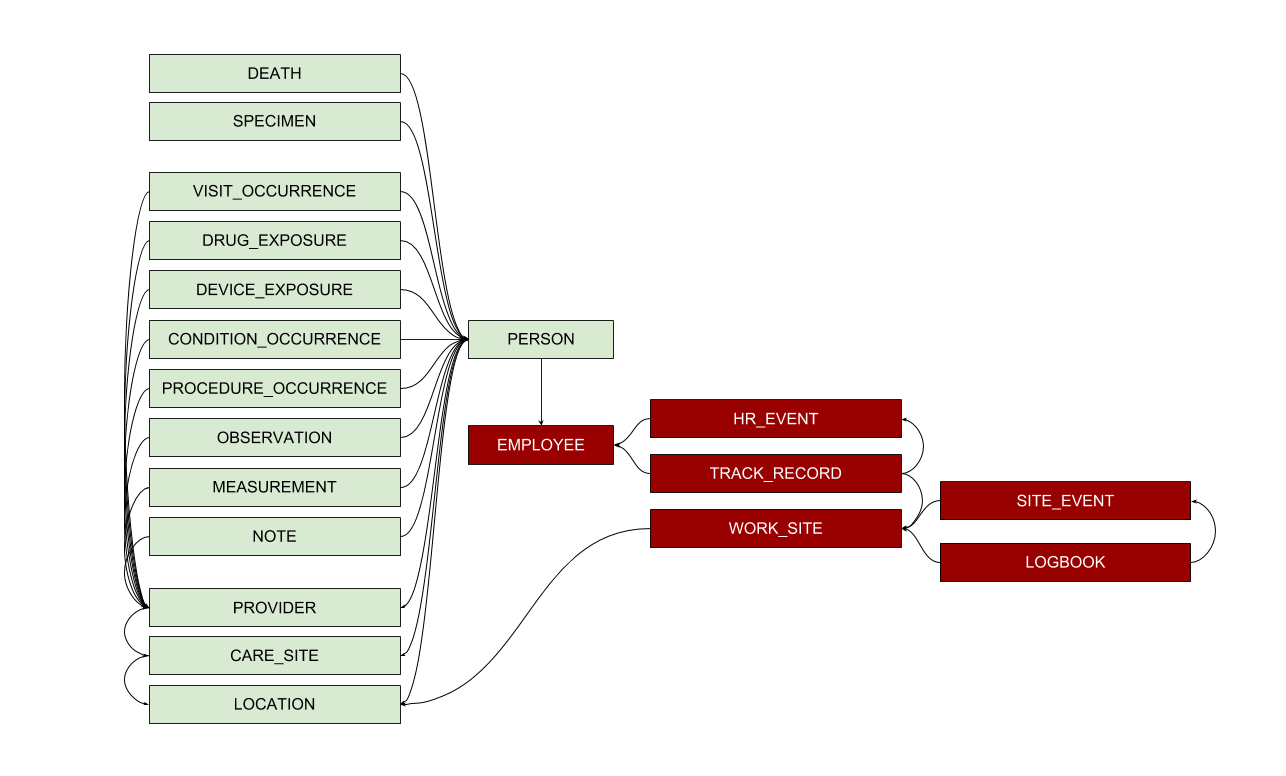 DEATH
SPECIMEN
VISIT_OCCURRENCE
DRUG_EXPOSURE
DEVICE_EXPOSURE
CONDITION_OCCURRENCE
PROCEDURE_OCCURRENCE
OBSERVATION
MEASUREMENT
NOTE
PROVIDER
CARE_SITE
LOCATION
PERSON
EMPLOYEE
HR_EVENT
TRACK_RECORD
WORK_SITE
SITE_EVENT
LOGBOOK